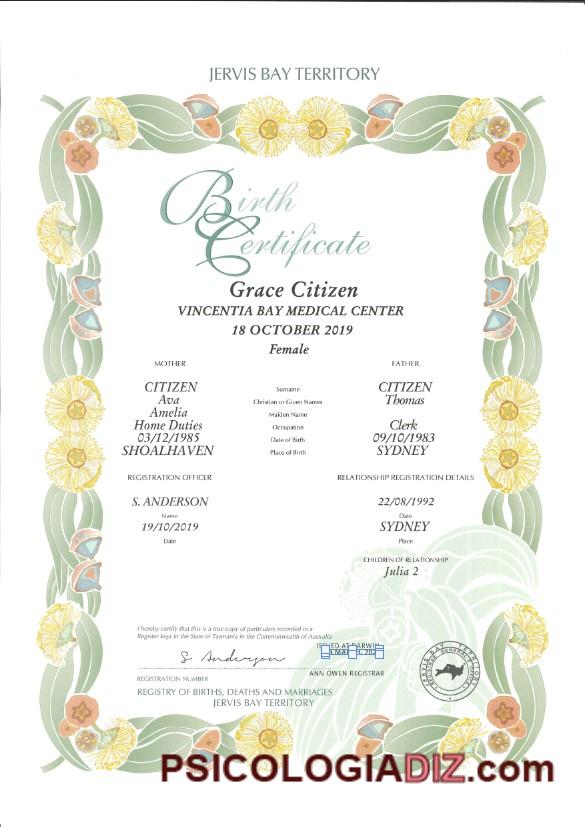 JERVIS BAY TERRITORY
Birth
Certificate
Grace Citizen
VINCENTIA BAY MEDICAL CENTER
18 OCTOBER 2019
Female
MOTHER FATHER
CITIZEN Surname CITIZEN
Ava Christian or Given Names Thomas
Amelia Maiden Name
Home Duties Occupation Clerk
03/12/1985 Date of Birth 09/10/1983
SHOALHAVEN Place of Birth SYDNEY
REGISTRATION OFFICER RELATIONSHIP REGISTRATION DETAILS
S. ANDERSON 22/08/1992
Name Date
19/10/2019 SYDNEY
Date Place
CHILDREN OF RELATIONSHIP
Julia 2
I hereby certify that this is a true copy of particulars recorded in a
Register kept in the State of Tasmania in the Commonwealth of Australia
ISSUED AT DARWIN
S. Anderson
REGISTRATION NUMBER ANN OWEN REGISTRAR
REGISTRY OF BIRTHS, DEATHS AND MARRIAGES
JERVIS BAY TERRITORY
PSICOLOGIADIZ.com